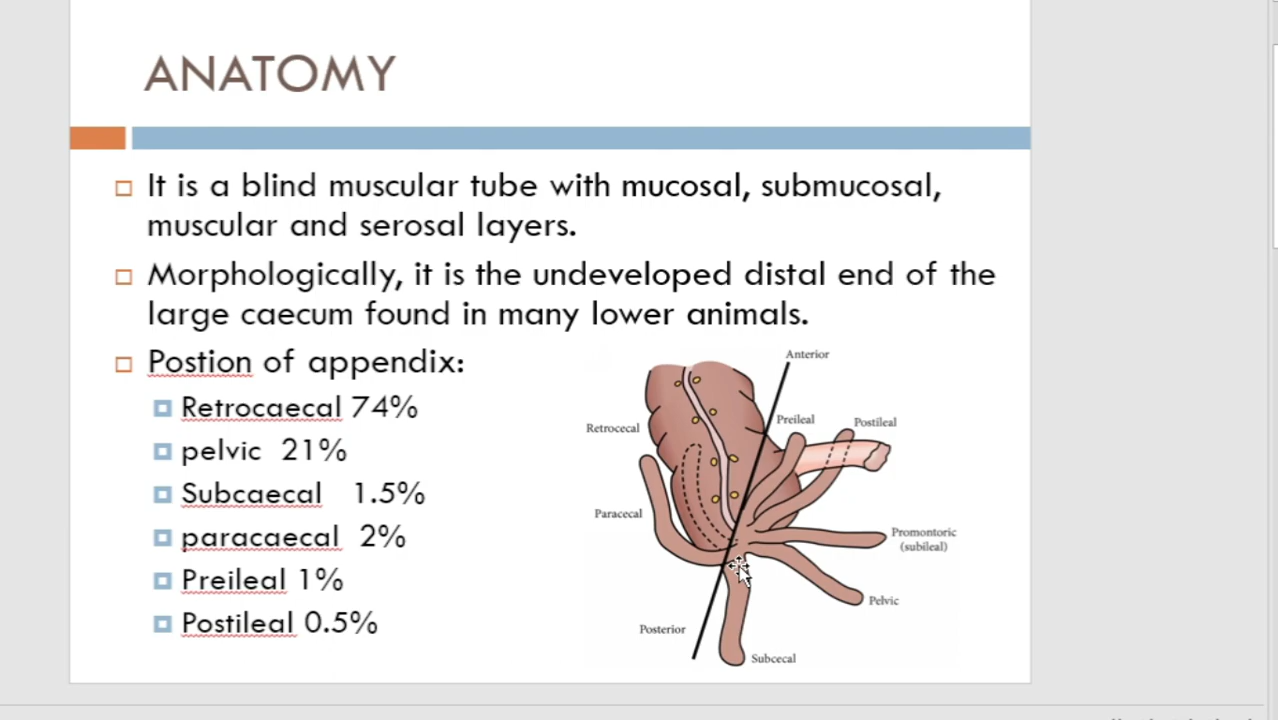 ANATOMY
It is a blind muscular tube with mucosal, submucosal,
muscular and serosal layers.
Morphologically, it is the undeveloped distal end of the
large caecum found in many lower animals.
Postion of appendix:
Retrocaecal 74%
pelvic 21%
Subcaecal 1.5%
paracaecal 2%
Preileal 1%
Postileal 0.5%
Anterior
Preileal
Postileal
Retrocecal
Paracecal
Promontoric
(subileal)
Pelvic
Posterior
Subcecal